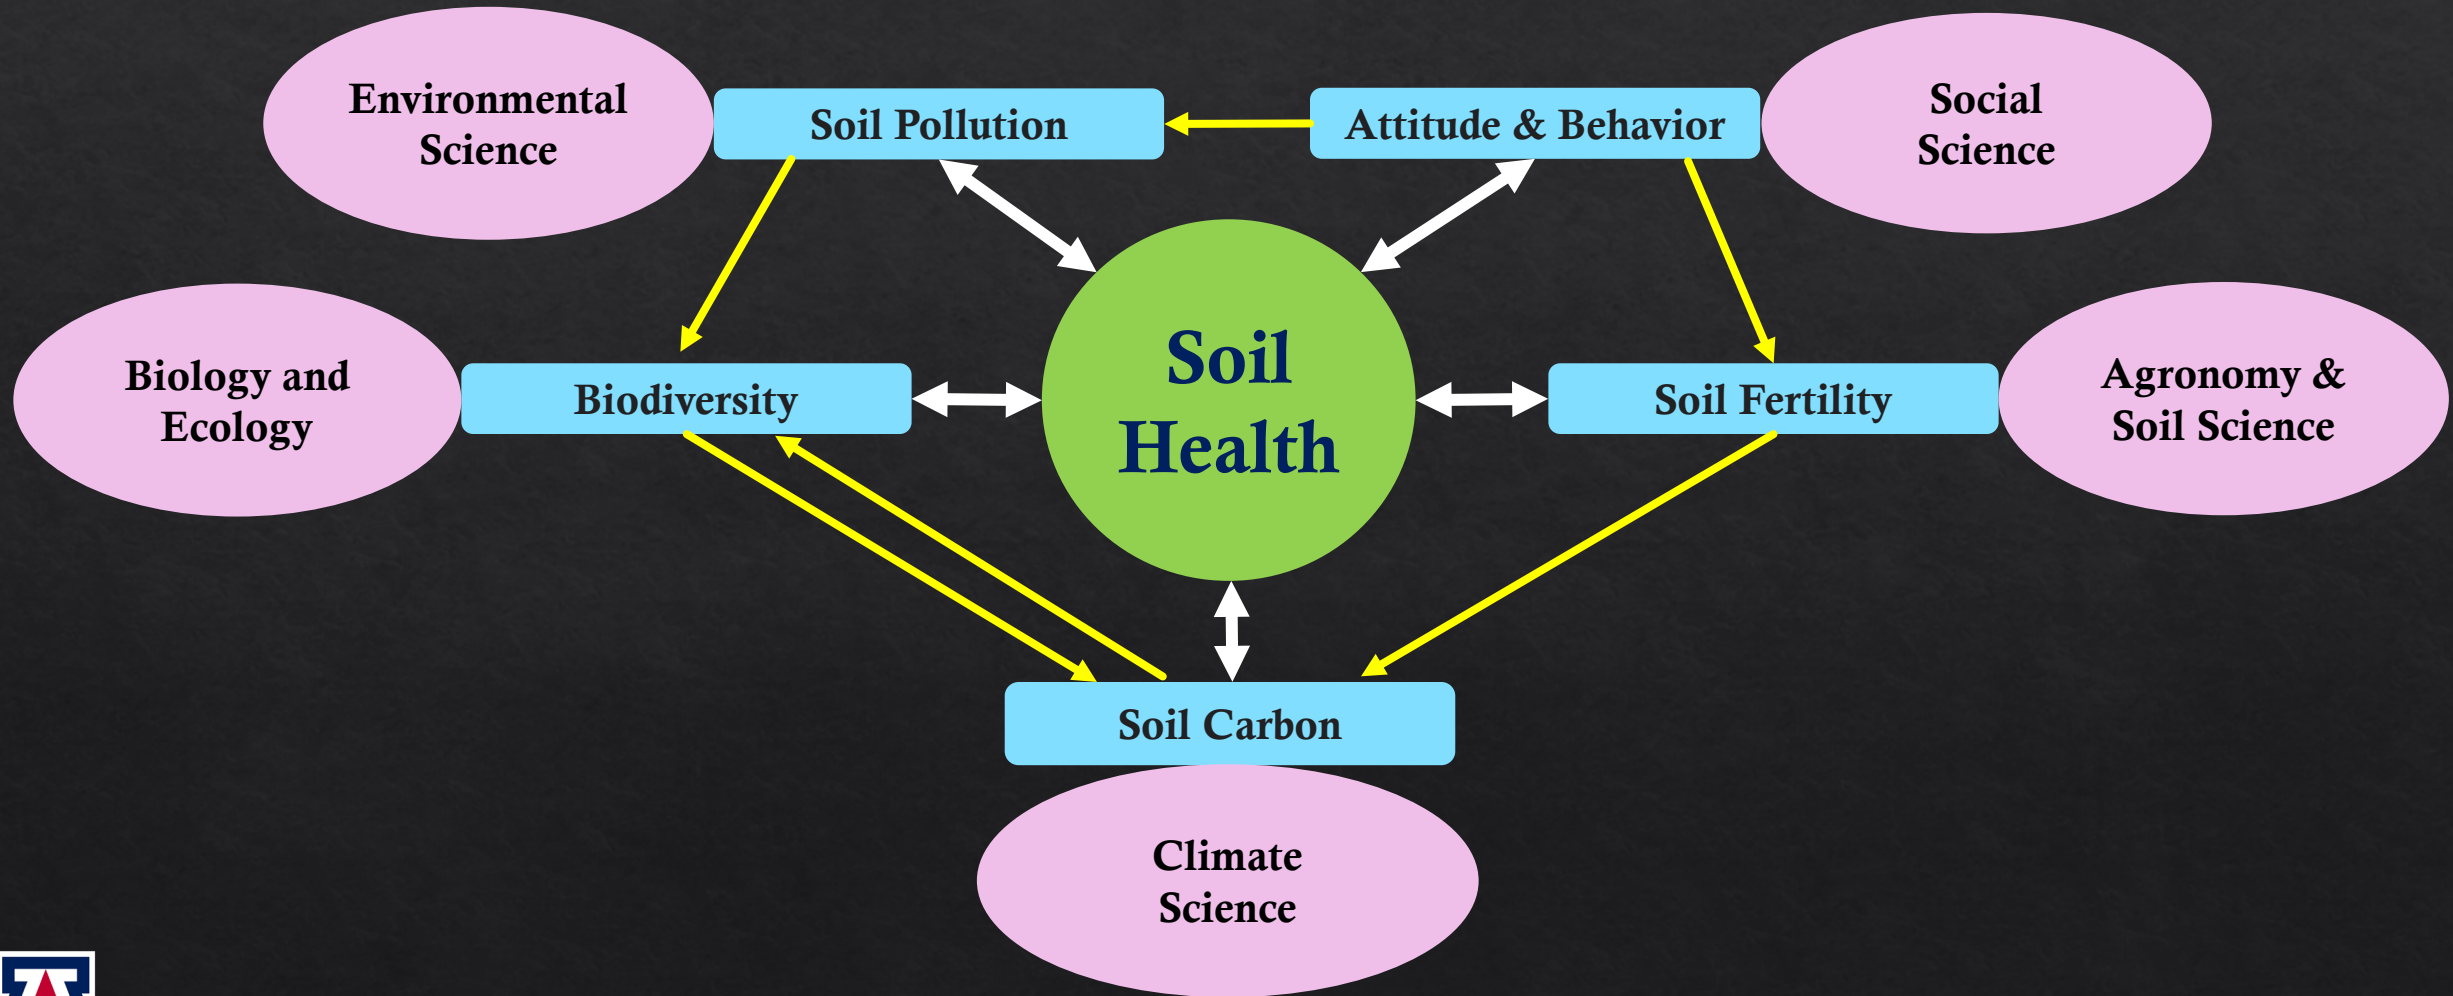 Environmental
Science
Soil Pollution
Attitude & Behavior
Social
Science
Biology and
Ecology
Biodiversity
Soil
Health
Soil Fertility
Agronomy &
Soil Science
Soil Carbon
Climate
Science